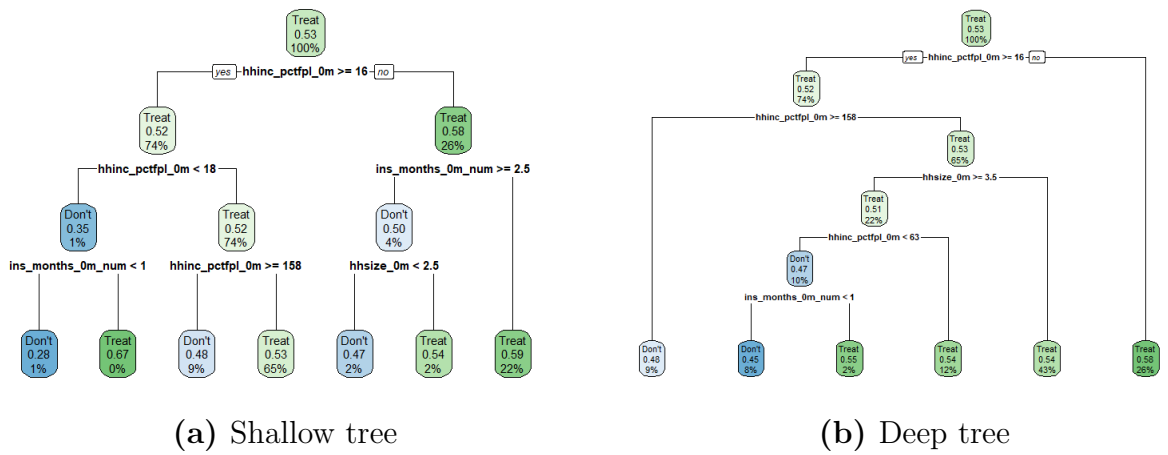 Treat
0.53
100%
yes hhinc_pctfpl_0m >= 16 no
Treat
0.52
74%
Treat
0.58
26%
hhinc_pctfpl_0m < 18
ins_months_0m_num >= 2.5
Don't
0.35
1%
Treat
0.52
74%
Don't
0.50
4%
ins_months_0m_num < 1
hhinc_pctfpl_0m >= 158
hhsize_0m < 2.5
Don't
0.28
1%
Treat
0.67
0%
Don't
0.48
9%
Treat
0.53
65%
Don't
0.47
2%
Treat
0.54
2%
Treat
0.59
22%
(a) Shallow tree
Treat
0.53
100%
yes hhinc_pctfpl_0m >= 16 no
Treat
0.52
74%
hhinc_pctfpl_0m >= 158
Treat
0.53
65%
hhsize_0m >= 3.5
Treat
0.51
22%
hhinc_pctfpl_0m < 63
Don't
0.47
10%
ins_months_0m_num < 1
Don't
0.48
9%
Don't
0.45
8%
Treat
0.55
2%
Treat
0.54
12%
Treat
0.54
43%
Treat
0.58
26%
(b) Deep tree